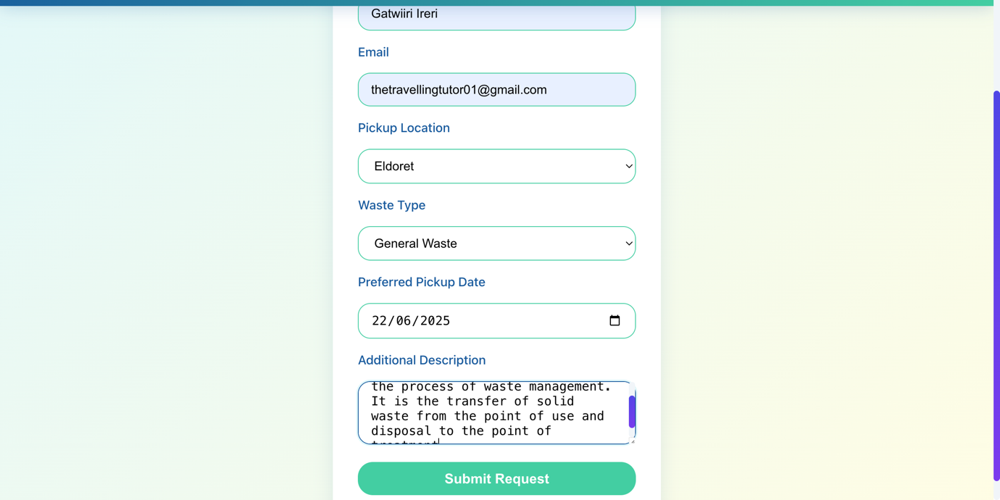 Gatwiiri Ireri
Email
thetravellingtutor01@gmail.com
Pickup Location
Eldoret
Waste Type
General Waste
Preferred Pickup Date
22/06/2025
Additional Description
the process of waste management.
It is the transfer of solid
waste from the point of use and
disposal to the point of
treatment
Submit Request